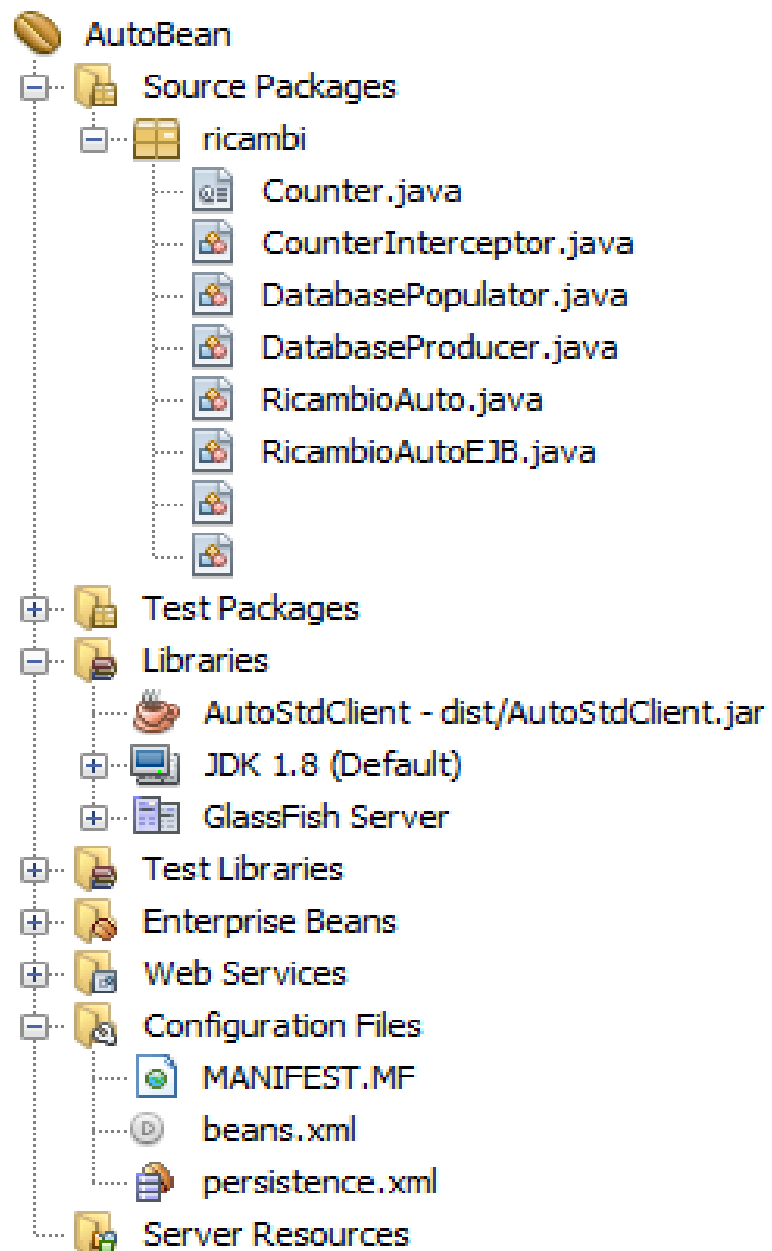 AutoBean
Source Packages
ricambi
Counter.java
CounterInterceptor.java
DatabasePopulator.java
DatabaseProducer.java
RicambioAuto.java
RicambioAutoEJB.java
Test Packages
Libraries
AutoStdClient - dist/AutoStdClient.jar
JDK 1.8 (Default)
GlassFish Server
Test Libraries
Enterprise Beans
Web Services
Configuration Files
MANIFEST.MF
beans.xml
persistence.xml
Server Resources